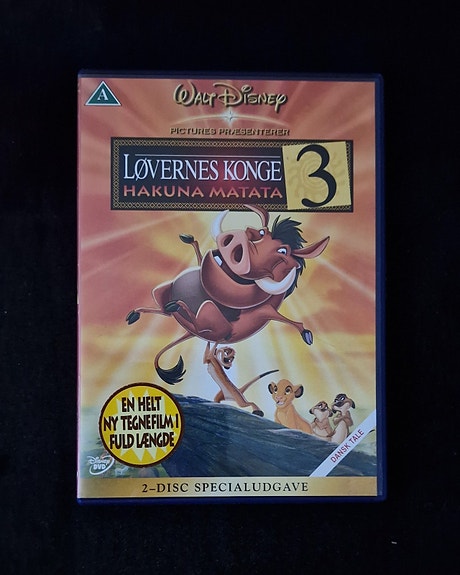 A
WALT DISNEY
PICTURES PRÆSENTERER
LØVERNES KONGE
HAKUNA MATATA
3
EN HELT
NY TEGNEFILM I
FULD LÆNGDE
DISNEY
DVD
DANSK TALE
2-DISC SPECIALUDGAVE